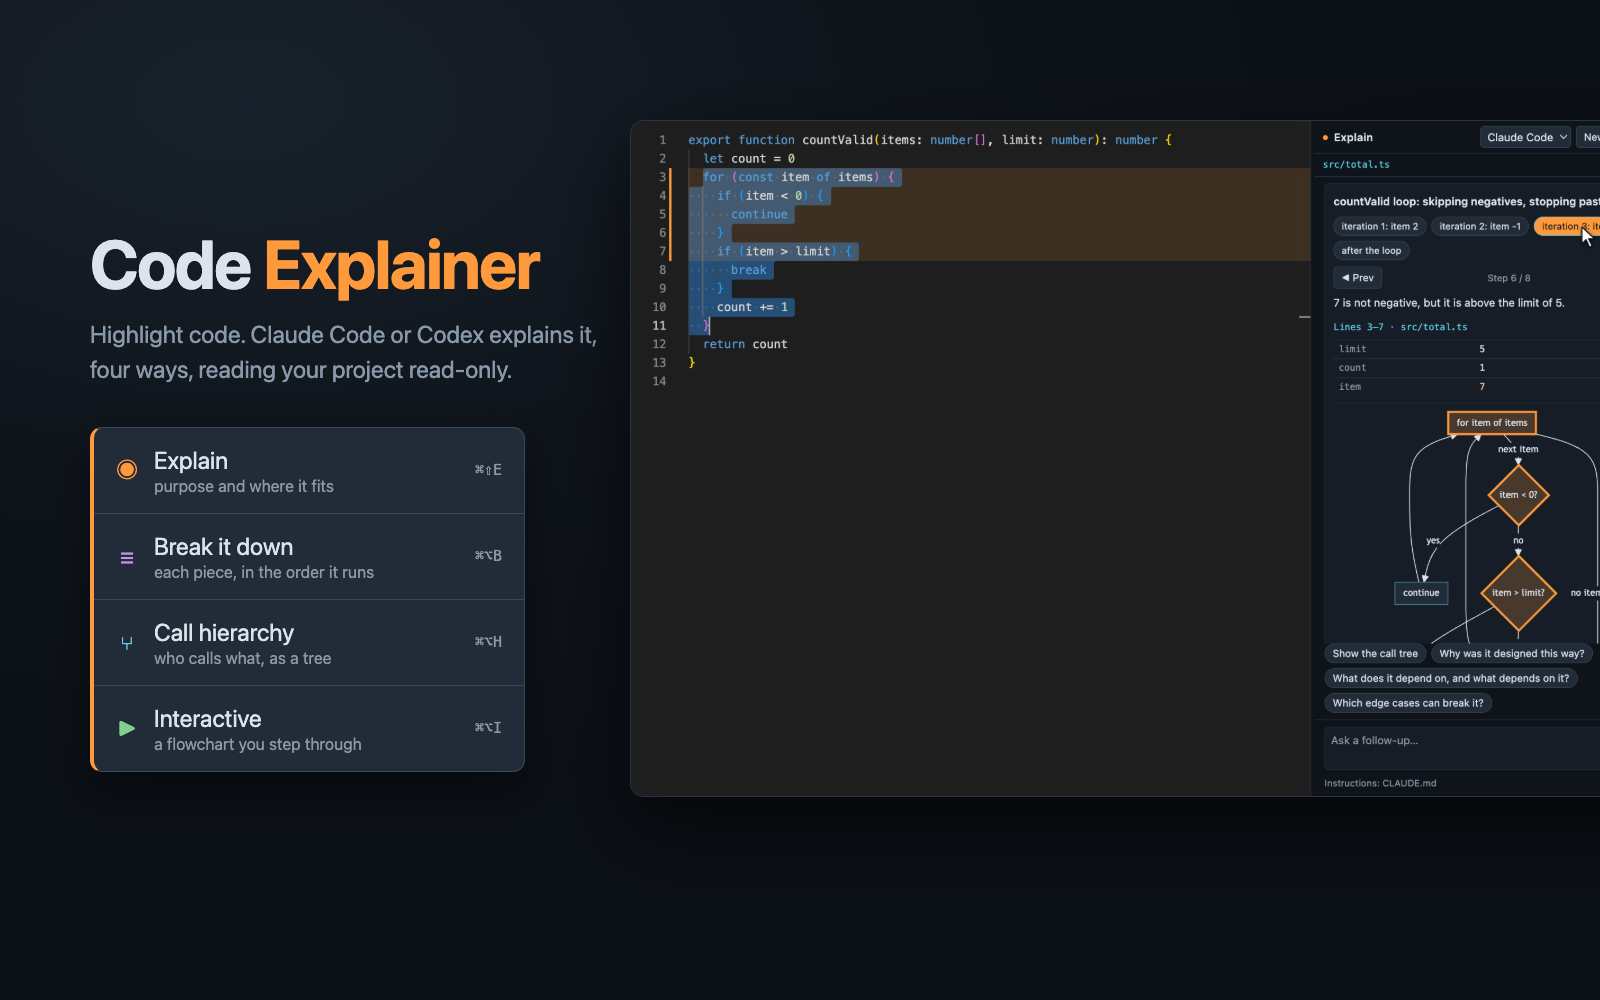 Code Explainer
Highlight code. Claude Code or Codex explains it,
four ways, reading your project read-only.
Explain ⌘⇧E
purpose and where it fits
Break it down ⌘⌥B
each piece, in the order it runs
Call hierarchy ⌘⌥H
who calls what, as a tree
Interactive ⌘⌥I
a flowchart you step through
1 export function countValid(items: number[], limit: number): number {
2 let count = 0
3 for (const item of items) {
4 if (item < 0) {
5 continue
6 }
7 if (item > limit) {
8 break
9 }
10 count += 1
11 }
12 return count
13 }
14
Explain Claude Code
src/total.ts
countValid loop: skipping negatives, stopping past
iteration 1: item 2 iteration 2: item -1 iteration 3:
after the loop
◀ Prev Step 6 / 8
7 is not negative, but it is above the limit of 5.
Lines 3–7 · src/total.ts
limit 5
count 1
item 7
for item of items
next item
item < 0?
yes no
continue item > limit? no item
Show the call tree Why was it designed this way?
What does it depend on, and what depends on it?
Which edge cases can break it?
Ask a follow-up...
Instructions: CLAUDE.md